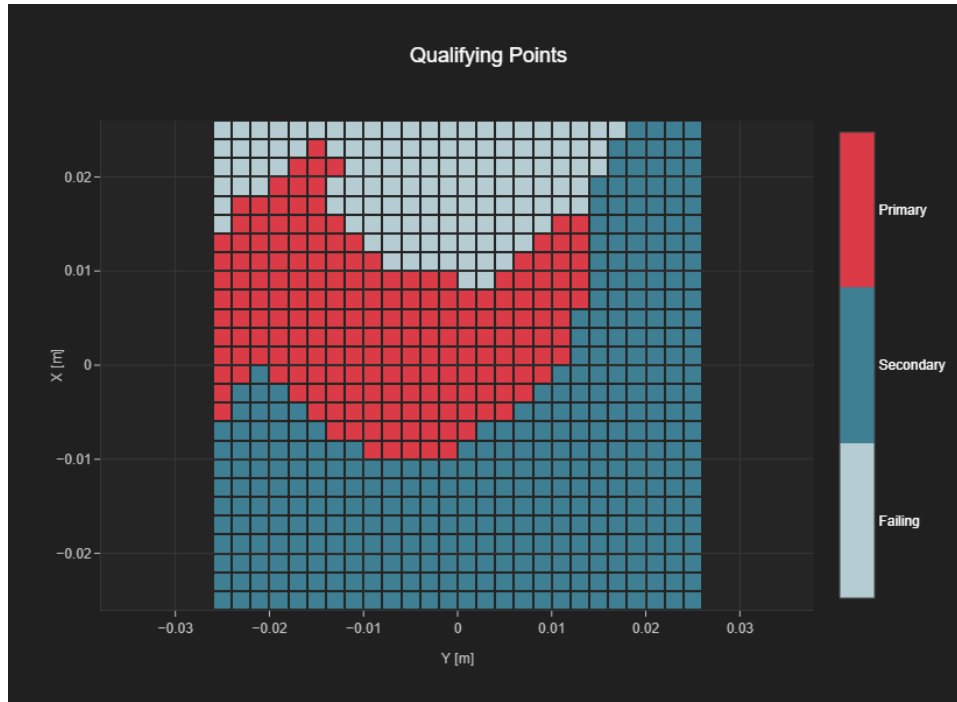 Qualifying Points
0.02
0.01
0
−0.01
−0.02
X [m]
−0.03
−0.02
−0.01
0
0.01
0.02
0.03
Y [m]
Primary
Secondary
Failing